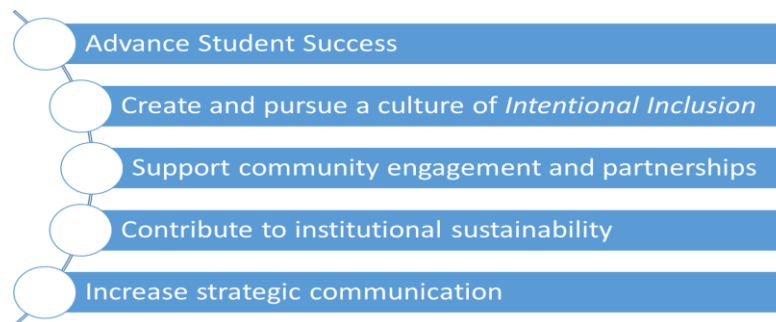 Advance Student Success
Create and pursue a culture of Intentional Inclusion
Support community engagement and partnerships
Contribute to institutional sustainability
Increase strategic communication